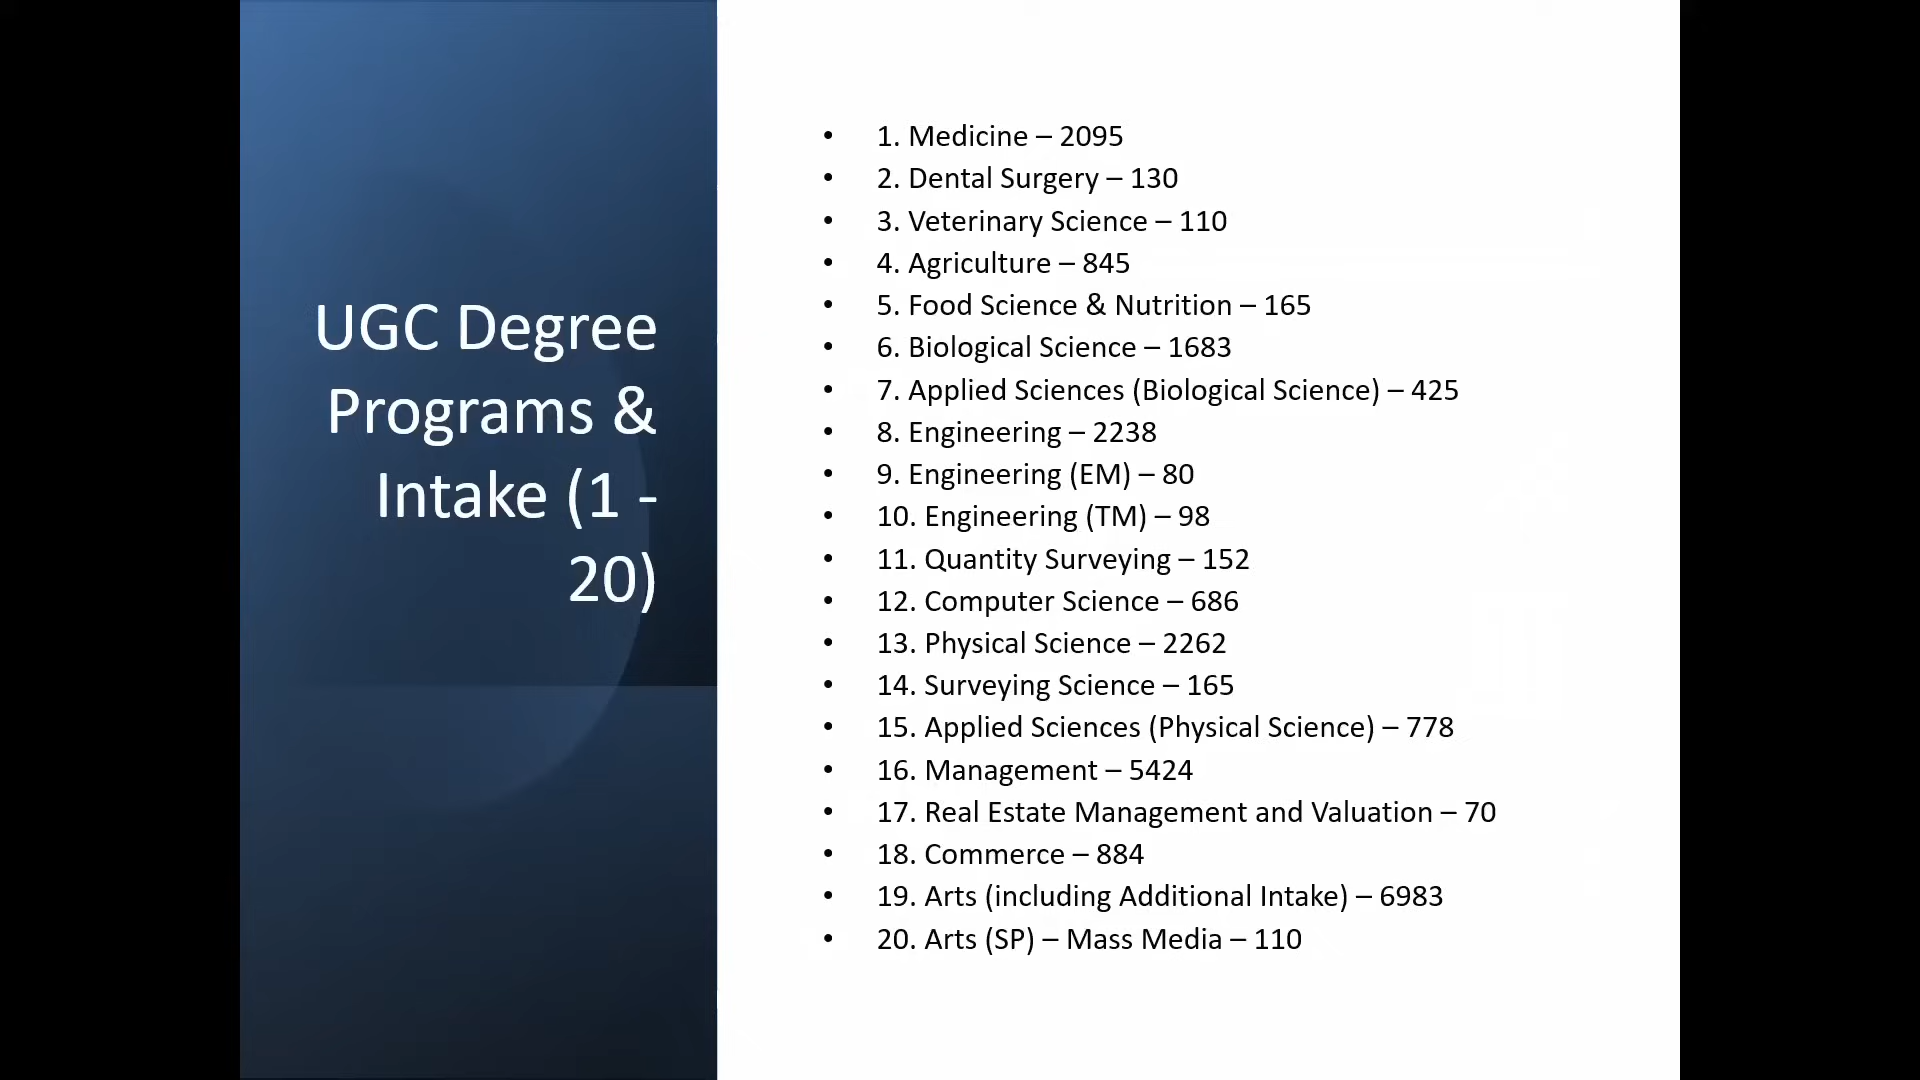 UGC Degree
Programs &
Intake (1 -
20)
• 1. Medicine – 2095
• 2. Dental Surgery – 130
• 3. Veterinary Science – 110
• 4. Agriculture – 845
• 5. Food Science & Nutrition – 165
• 6. Biological Science – 1683
• 7. Applied Sciences (Biological Science) – 425
• 8. Engineering – 2238
• 9. Engineering (EM) – 80
• 10. Engineering (TM) – 98
• 11. Quantity Surveying – 152
• 12. Computer Science – 686
• 13. Physical Science – 2262
• 14. Surveying Science – 165
• 15. Applied Sciences (Physical Science) – 778
• 16. Management – 5424
• 17. Real Estate Management and Valuation – 70
• 18. Commerce – 884
• 19. Arts (including Additional Intake) – 6983
• 20. Arts (SP) – Mass Media – 110